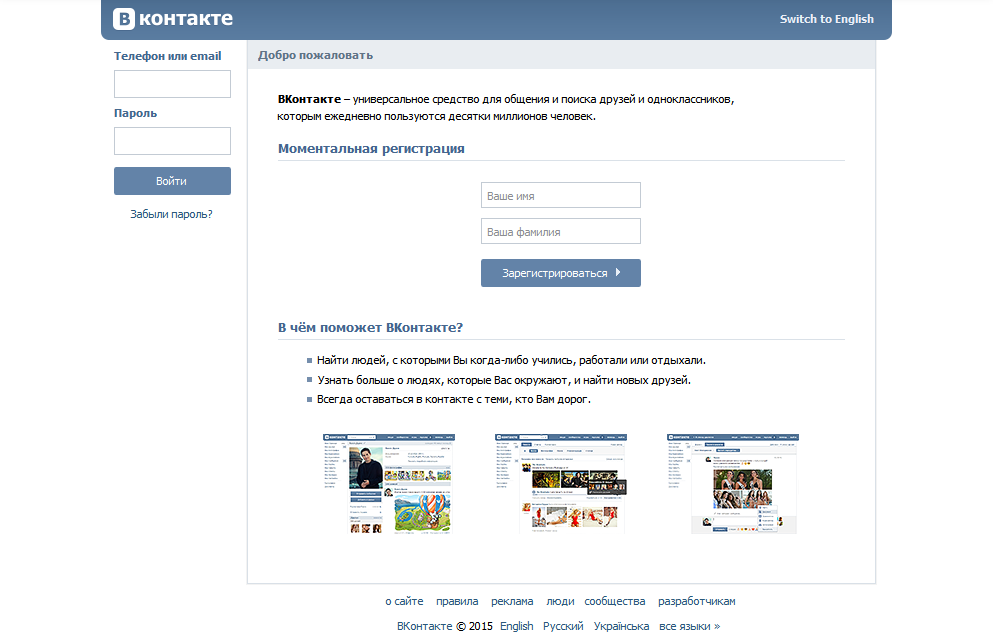 В контакте
Switch to English
Телефон или email
Пароль
Войти
Забыли пароль?
Добро пожаловать
ВКонтакте – универсальное средство для общения и поиска друзей и одноклассников,
которым ежедневно пользуются десятки миллионов человек.
Моментальная регистрация
Ваше имя
Ваша фамилия
Зарегистрироваться
В чём поможет ВКонтакте?
Найти людей, с которыми Вы когда-либо учились, работали или отдыхали.
Узнать больше о людях, которые Вас окружают, и найти новых друзей.
Всегда оставаться в контакте с теми, кто Вам дорог.
о сайте правила реклама люди сообщества разработчикам
ВКонтакте © 2015 English Русский Українська все языки »